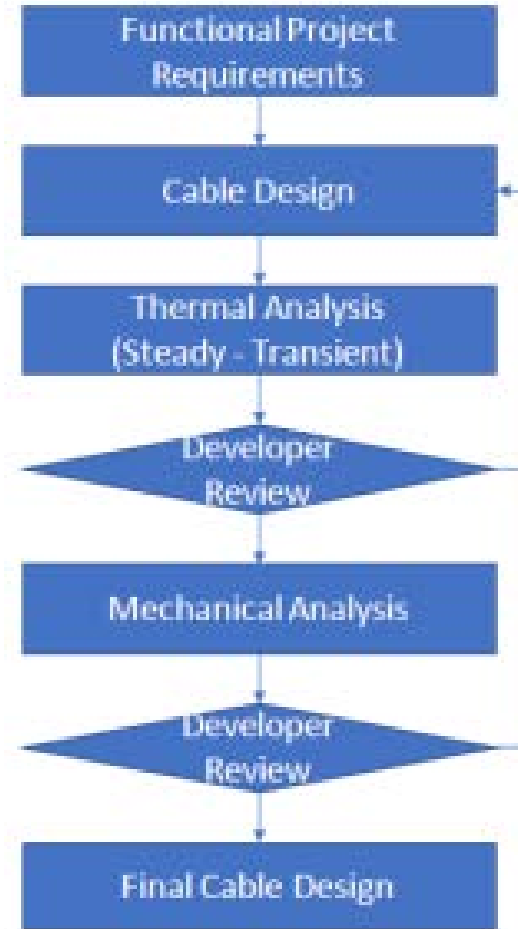 Functional Project
Requirements
Cable Design
Thermal Analysis
(Steady - Transient)
Developer
Review
Mechanical Analysis
Developer
Review
Final Cable Design